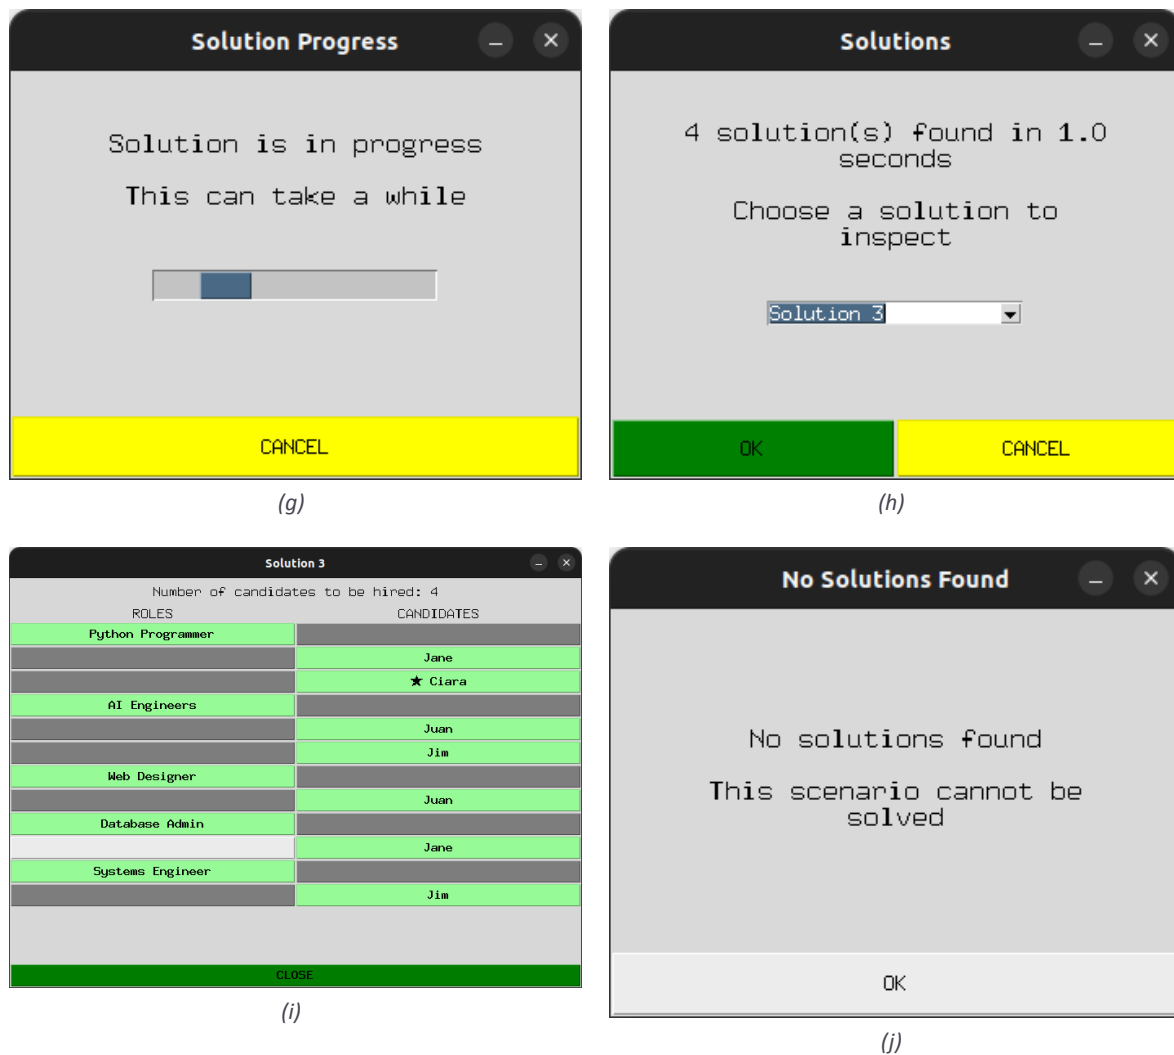 Solution Progress
Solution is in progress
This can take a while
CANCEL
(g)
Solutions
4 solution(s) found in 1.0
seconds
Choose a solution to
inspect
Solution 3
OK
CANCEL
(h)
Solution 3
Number of candidates to be hired: 4
ROLES
CANDIDATES
Python Programmer
Jane
★ Ciara
AI Engineers
Juan
Jim
Web Designer
Juan
Database Admin
Jane
Systems Engineer
Jim
CLOSE
(i)
No Solutions Found
No solutions found
This scenario cannot be
solved
OK
(j)